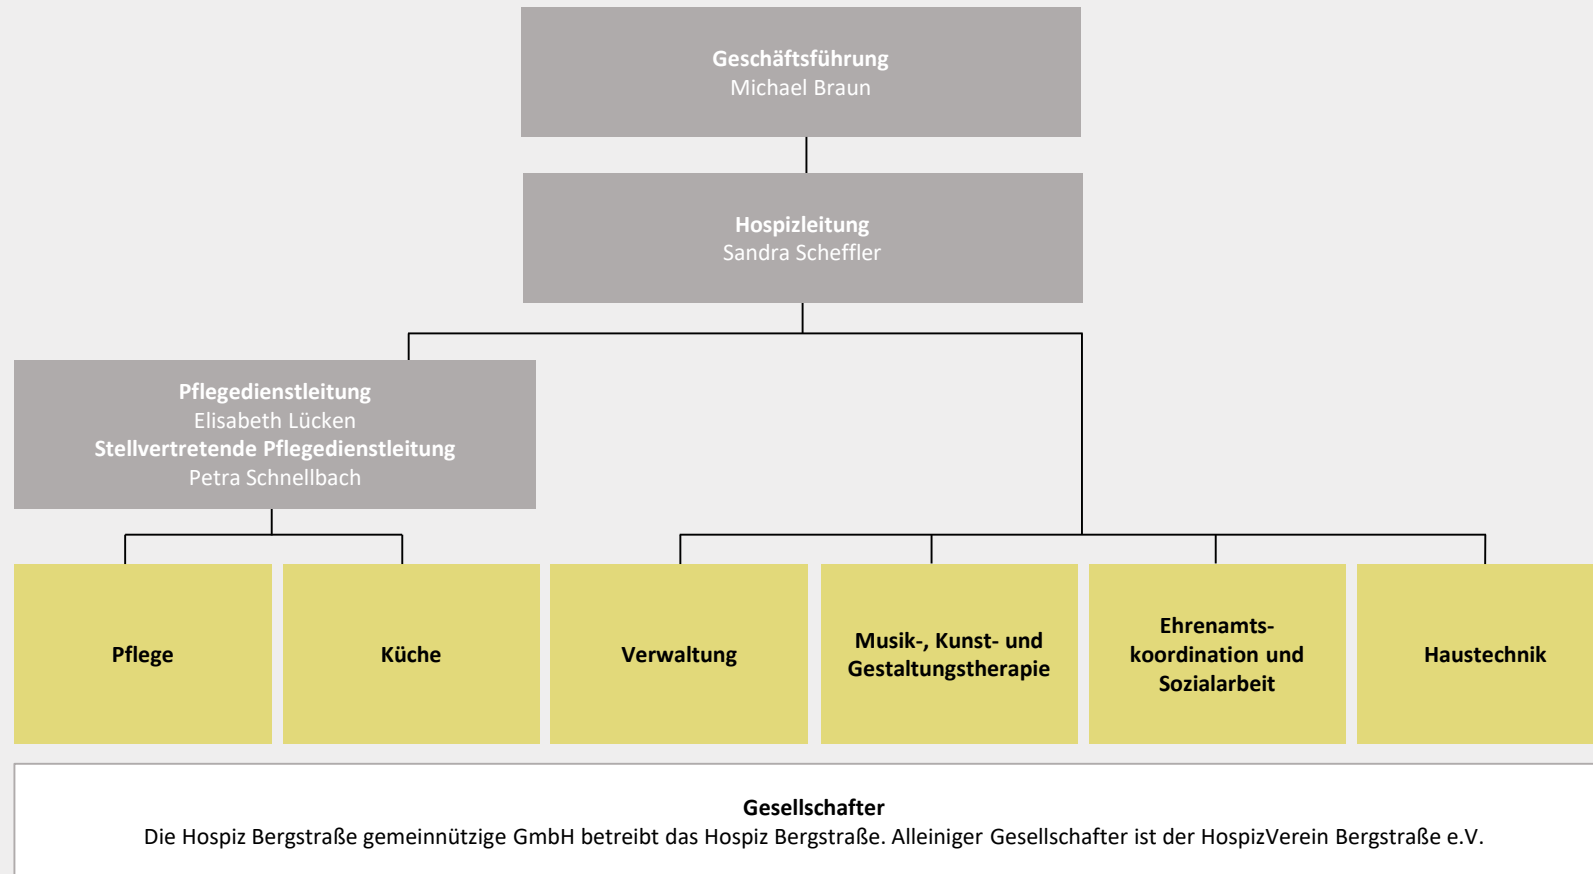 Geschäftsführung
Michael Braun
Hospizleitung
Sandra Scheffler
Pflegedienstleitung
Elisabeth Lücken
Stellvertretende Pflegedienstleitung
Petra Schnellbach
Pflege
Küche
Verwaltung
Musik-, Kunst- und
Gestaltungstherapie
Ehrenamts-
koordination und
Sozialarbeit
Haustechnik
Gesellschafter
Die Hospiz Bergstraße gemeinnützige GmbH betreibt das Hospiz Bergstraße. Alleiniger Gesellschafter ist der HospizVerein Bergstraße e.V.